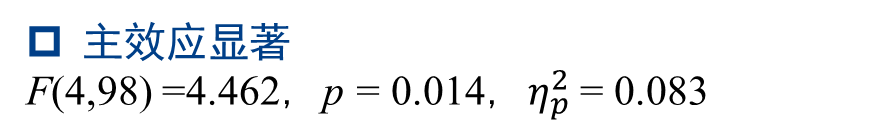 主效应显著
F(4,98) =4.462, p = 0.014, η²ₚ = 0.083